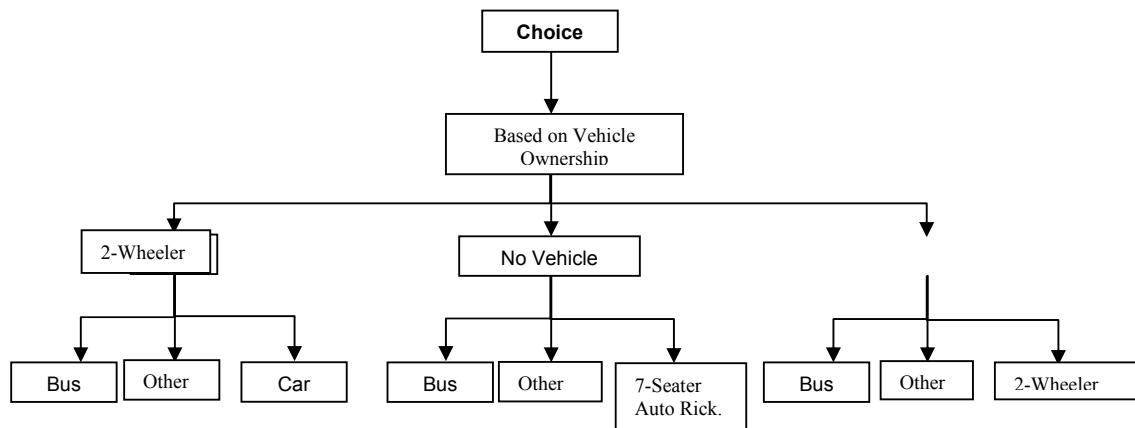 Choice
Based on Vehicle
Ownership
2-Wheeler
No Vehicle
Bus
Other
Car
Bus
Other
7-Seater
Auto Rick.
Bus
Other
2-Wheeler